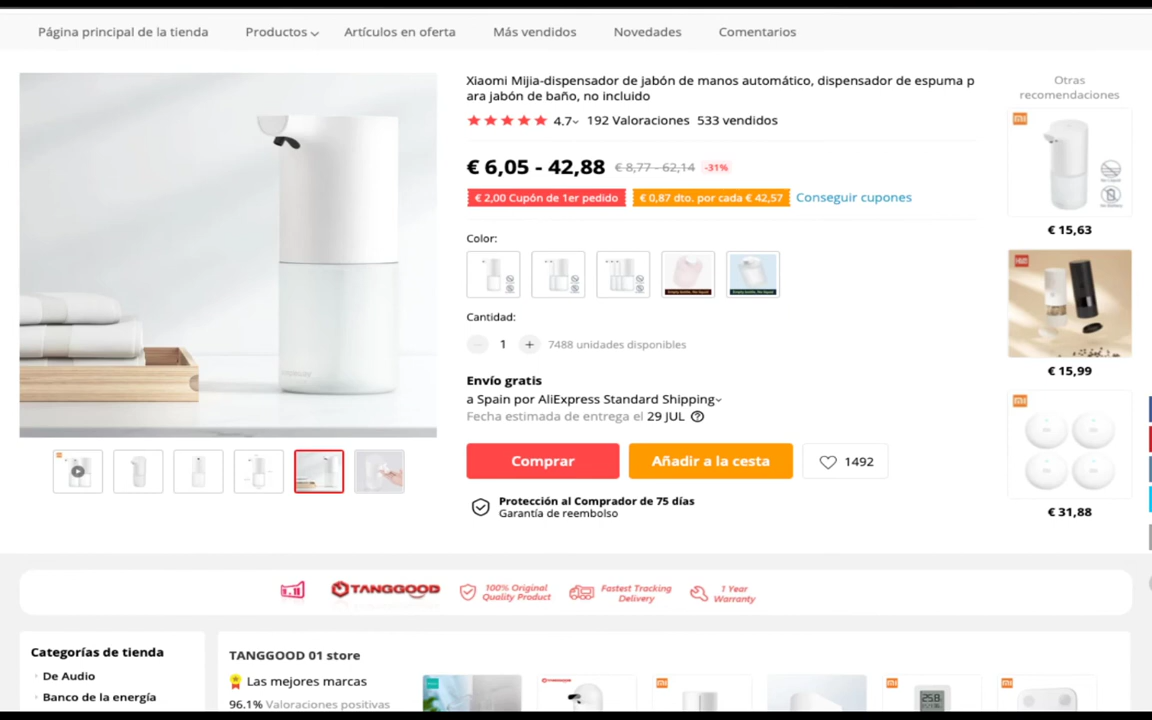 Página principal de la tienda
Productos
Artículos en oferta
Más vendidos
Novedades
Comentarios
Xiaomi Mijia-dispensador de jabón de manos automático, dispensador de espuma p
ara jabón de baño, no incluido
4.7
192 Valoraciones
533 vendidos
€ 6,05 - 42,88
€ 8,77 - 62,14
-31%
€ 2,00 Cupón de 1er pedido
€ 0,87 dto. por cada € 42,57
Conseguir cupones
Color:
Cantidad:
1
7488 unidades disponibles
Envío gratis
a Spain por AliExpress Standard Shipping
Fecha estimada de entrega el 29 JUL
Comprar
Añadir a la cesta
1492
Protección al Comprador de 75 días
Garantía de reembolso
Otras
recomendaciones
€ 15,63
€ 15,99
€ 31,88
TANGGOOD
100% Original
Quality Product
Fastest Tracking
Delivery
1 Year
Warranty
Categorías de tienda
De Audio
Banco de la energía
TANGGOOD 01 store
Las mejores marcas
96.1% Valoraciones positivas